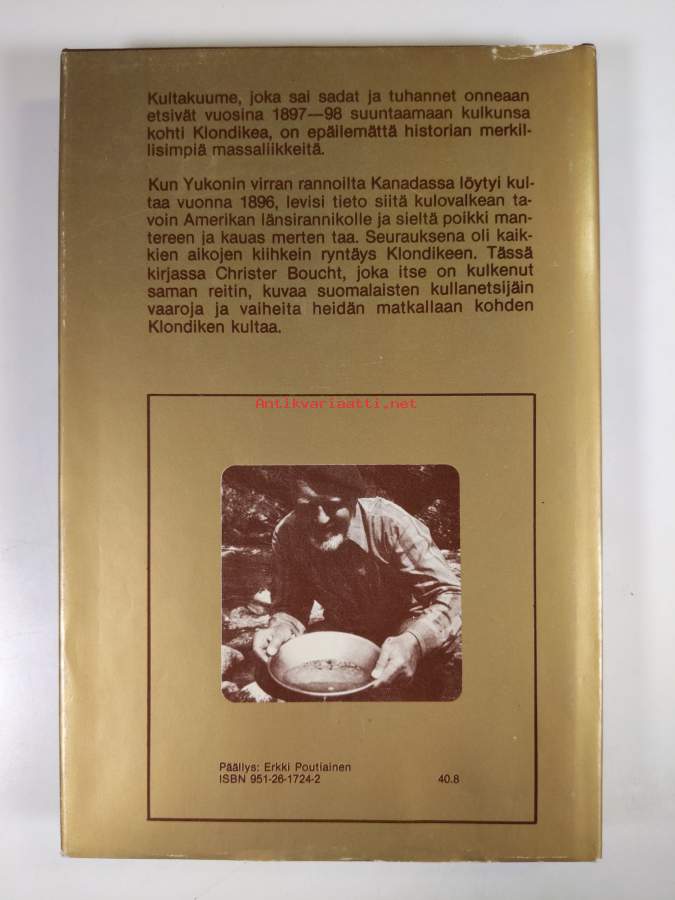 Kultakuume, joka sai sadat ja tuhannet onneaan
etsivät vuosina 1897—98 suuntaamaan kulkunsa
kohti Klondikea, on epäilemättä historian merkil-
lisimpiä massaliikkeitä.
Kun Yukonin virran rannoilta Kanadassa löytyi kul-
taa vuonna 1896, levisi tieto siitä kulovalkean ta-
voin Amerikan länsirannikolle ja sieltä poikki man-
tereen ja kauas merten taa. Seurauksena oli kaik-
kien aikojen kiihkein ryntäys Klondikeen. Tässä
kirjassa Christer Boucht, joka itse on kulkenut
saman reitin, kuvaa suomalaisten kullanetsijäin
vaaroja ja vaiheita heidän matkallaan kohden
Klondiken kultaa.
Antikvariaatti.net
Päällys: Erkki Poutiainen
ISBN 951-26-1724-2 40.8